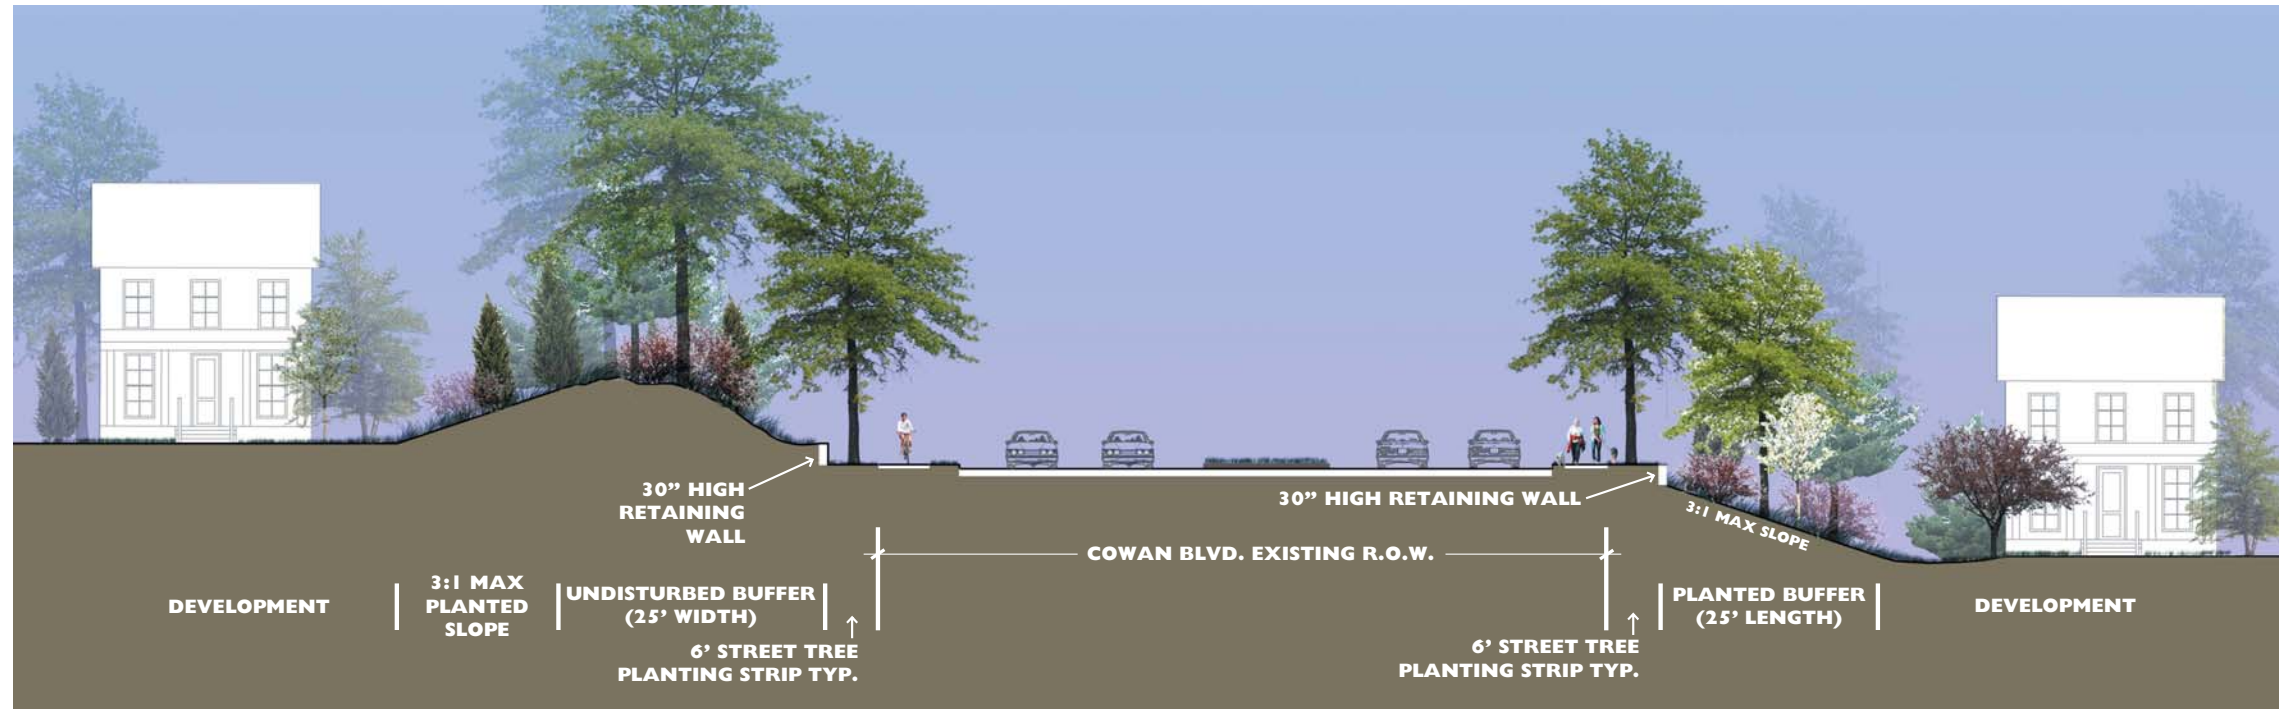 30” HIGH
RETAINING
WALL
30” HIGH RETAINING WALL
3:1 MAX SLOPE
COWAN BLVD. EXISTING R.O.W.
DEVELOPMENT
3:1 MAX
PLANTED
SLOPE
UNDISTURBED BUFFER
(25’ WIDTH)
6’ STREET TREE
PLANTING STRIP TYP.
6’ STREET TREE
PLANTING STRIP TYP.
PLANTED BUFFER
(25’ LENGTH)
DEVELOPMENT